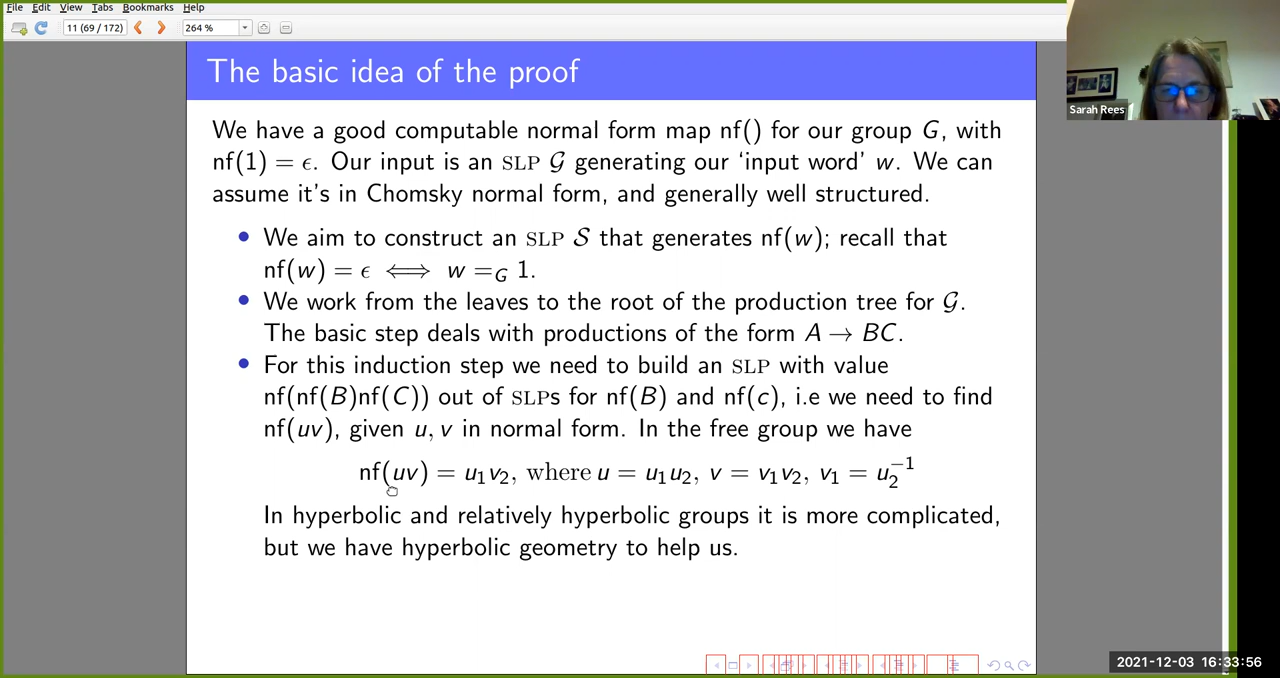 File Edit View Tabs Bookmarks Help
11 (69 / 172) 264 %
The basic idea of the proof
Sarah Rees
We have a good computable normal form map nf() for our group G, with
nf(1) = ϵ. Our input is an SLP 𝒢 generating our ‘input word’ w. We can
assume it's in Chomsky normal form, and generally well structured.
• We aim to construct an SLP 𝒮 that generates nf(w); recall that
nf(w) = ϵ ⟺ w =_G 1.
• We work from the leaves to the root of the production tree for 𝒢.
The basic step deals with productions of the form A → BC.
• For this induction step we need to build an SLP with value
nf(nf(B)nf(C)) out of SLPs for nf(B) and nf(c), i.e we need to find
nf(uv), given u, v in normal form. In the free group we have
nf(uv) = u₁v₂, where u = u₁u₂, v = v₁v₂, v₁ = u₂⁻¹
In hyperbolic and relatively hyperbolic groups it is more complicated,
but we have hyperbolic geometry to help us.
2021-12-03 16:33:56